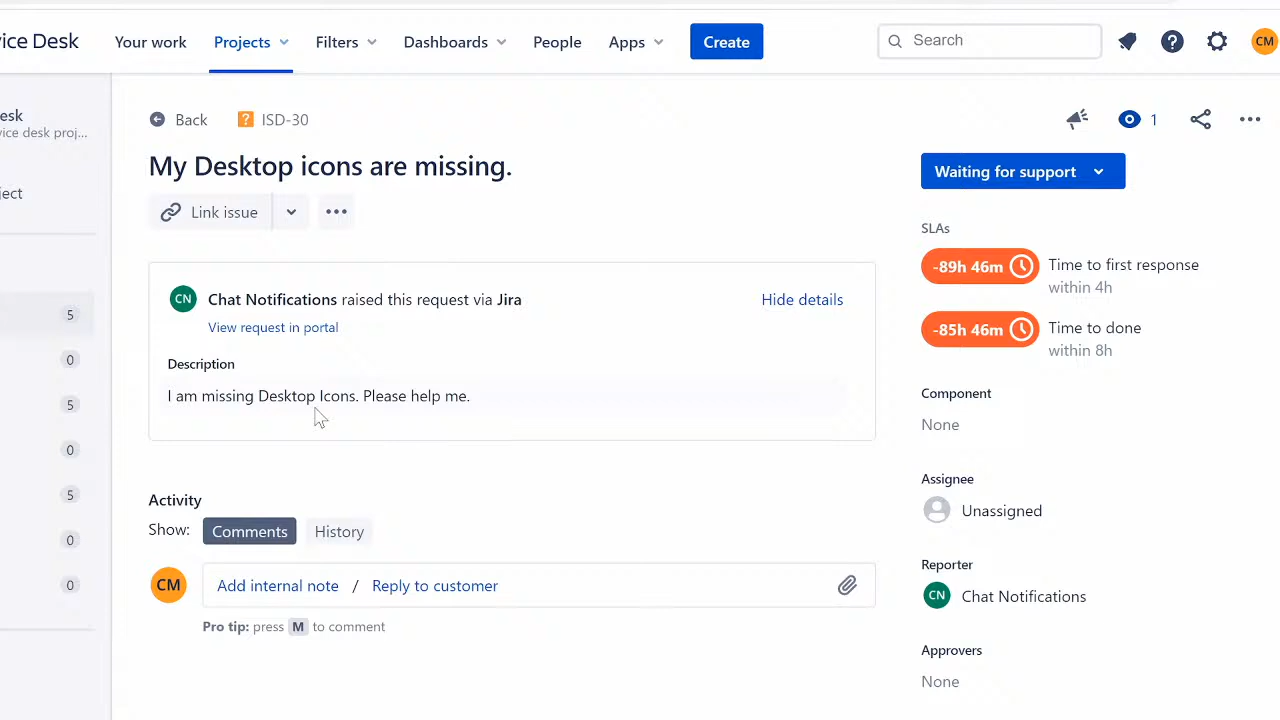 vice Desk Your work Projects Filters Dashboards People Apps Create Search CM
esk
vice desk proj...
ject
5
0
5
0
5
0
0
Back ISD-30
My Desktop icons are missing.
Link issue
CN Chat Notifications raised this request via Jira Hide details
View request in portal
Description
I am missing Desktop Icons. Please help me.
Activity
Show: Comments History
CM Add internal note / Reply to customer
Pro tip: press M to comment
1
Waiting for support
SLAs
-89h 46m Time to first response
within 4h
-85h 46m Time to done
within 8h
Component
None
Assignee
Unassigned
Reporter
CN Chat Notifications
Approvers
None